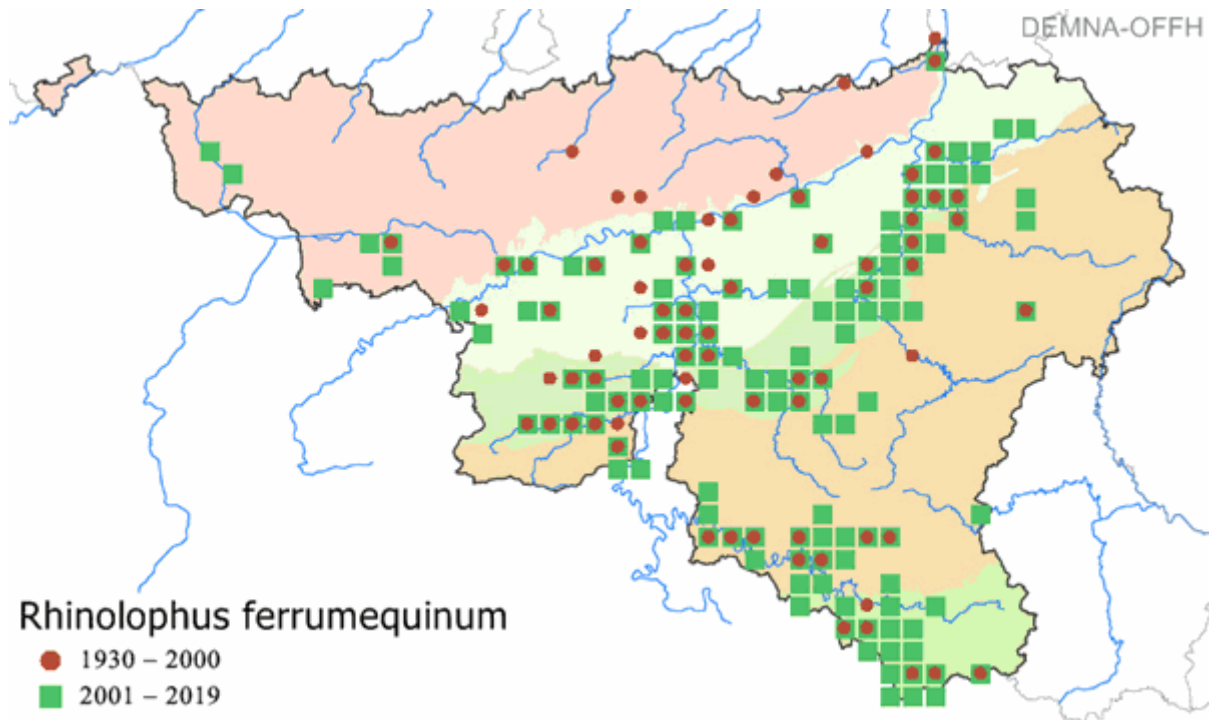 DEMNA-OFFH
Rhinolophus ferrumequinum
1930 – 2000
2001 – 2019